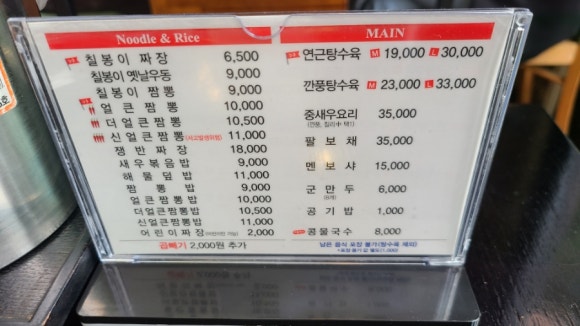 Noodle & Rice
칠봉이 짜장 6,500
칠봉이 옛날우동 9,000
칠봉이 짬뽕 9,000
얼큰짬뽕 10,000
더얼큰짬뽕 10,500
신얼큰짬뽕 11,000
쟁반짜장 18,000
새우볶음밥 9,000
해물덮밥 11,000
짬뽕밥 9,000
얼큰짬뽕밥 10,000
더얼큰짬뽕밥 10,500
신얼큰짬뽕밥 11,000
어린이짜장 2,000
곱빼기 2,000원 추가
MAIN
연근탕수육 M 19,000 L 30,000
깐풍탕수육 M 23,000 L 33,000
중새우요리 35,000
팔보채 35,000
멘보샤 15,000
군만두 6,000
공기밥 1,000
콩물국수 8,000
남은 음식 포장 불가(탕수육 제외)